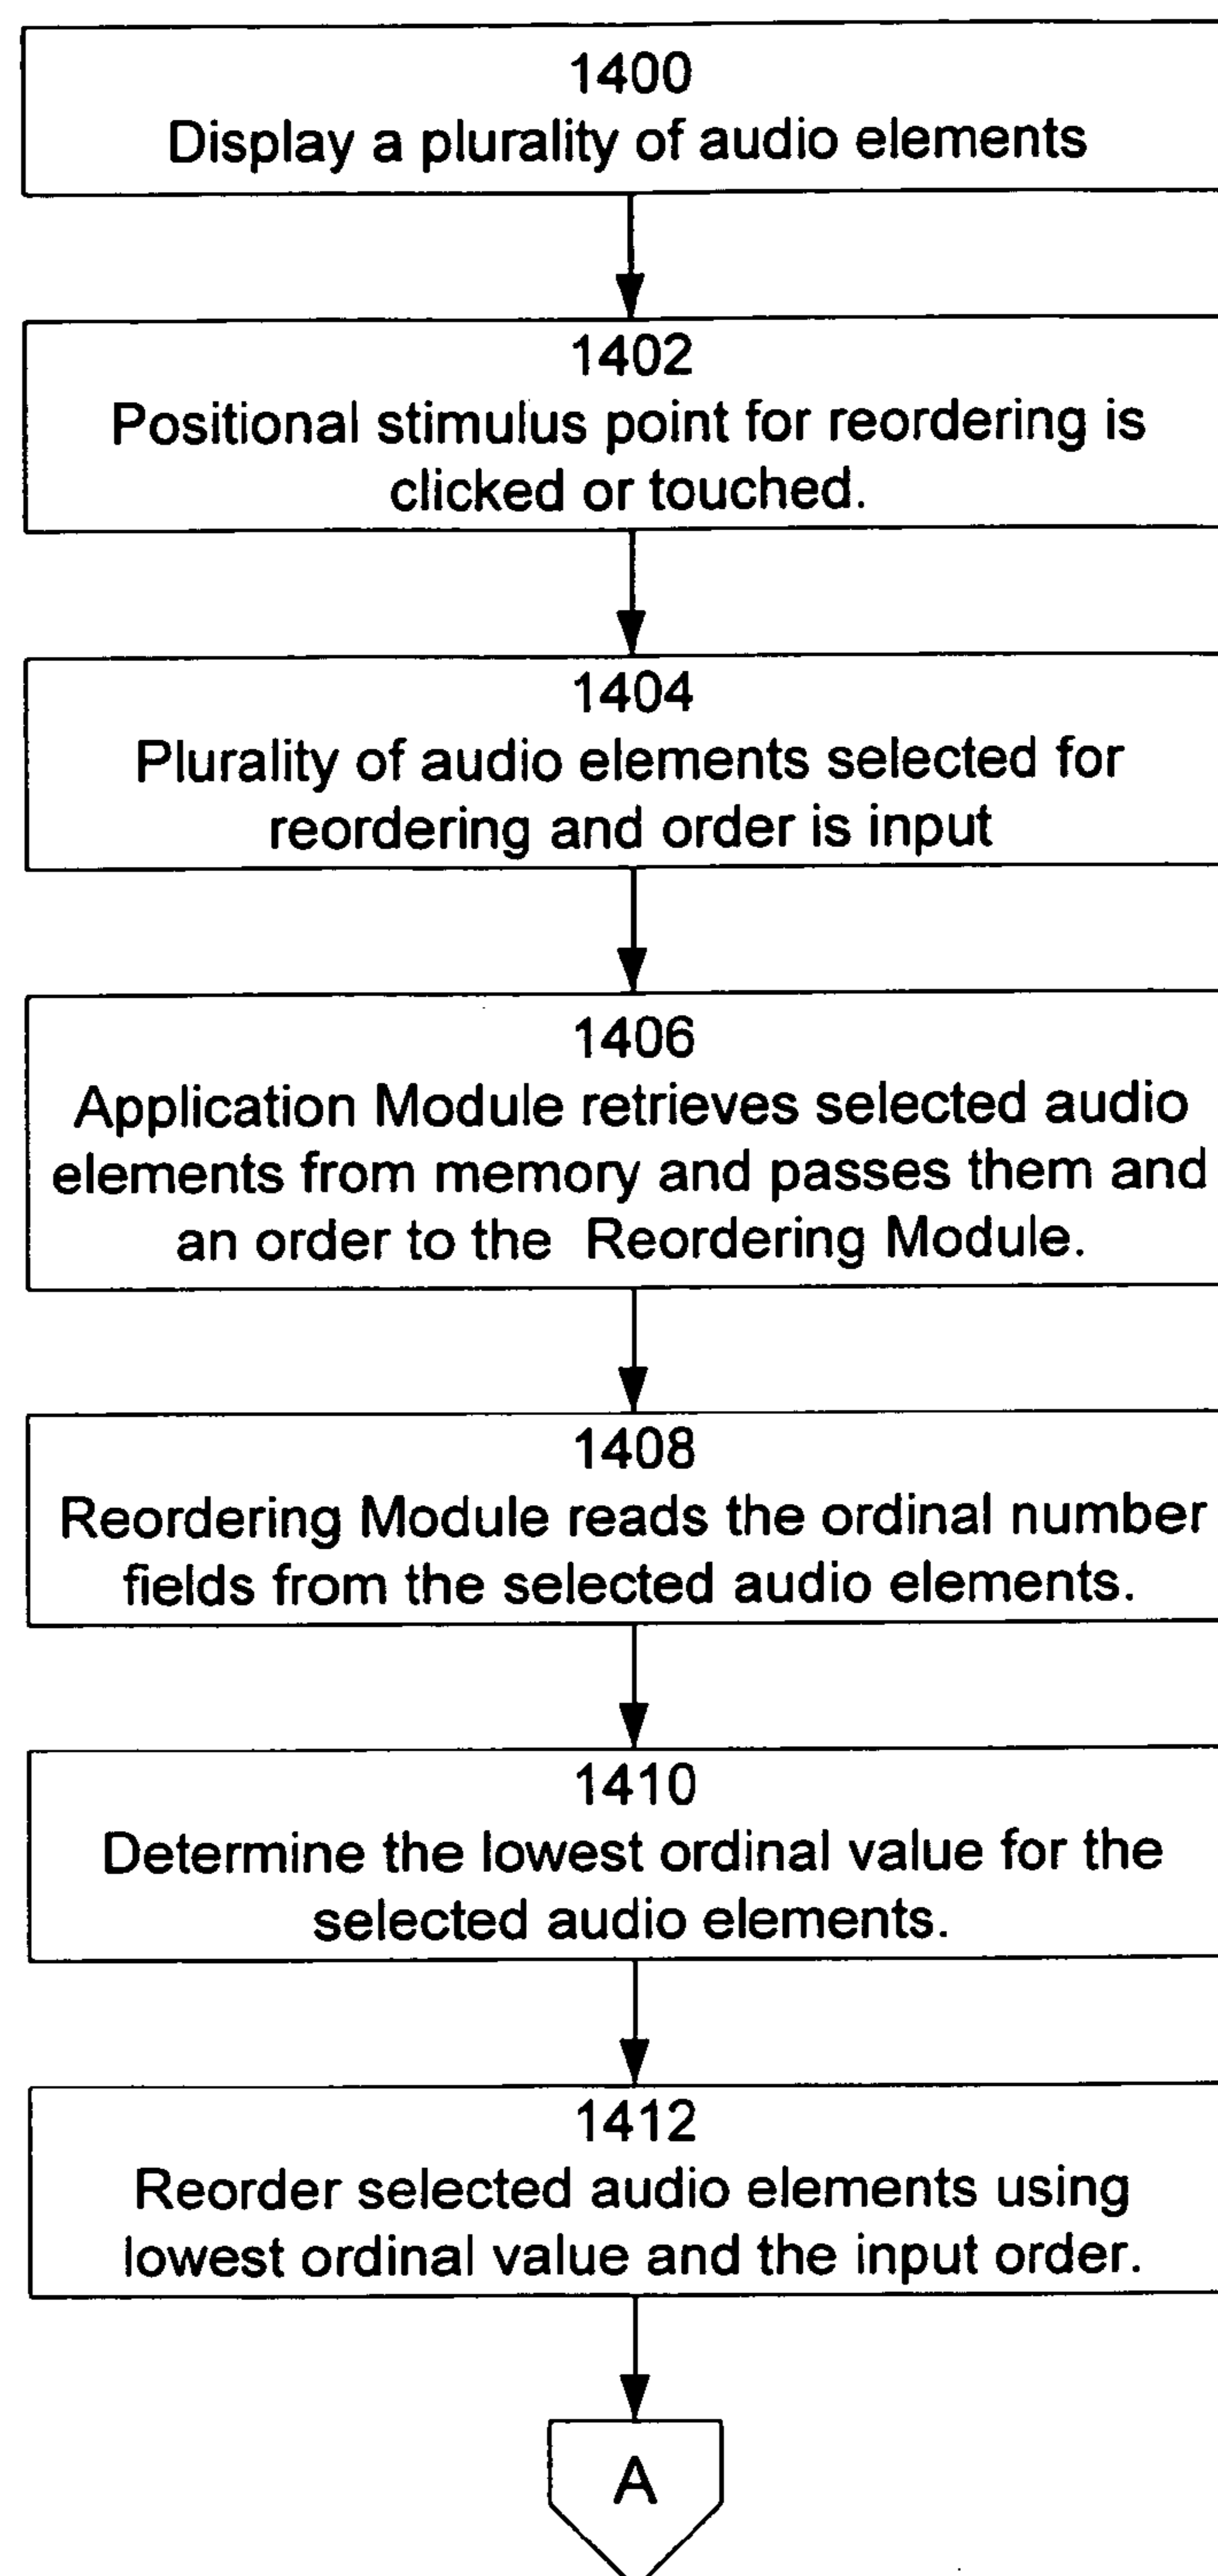 1400
Display a plurality of audio elements
1402
Positional stimulus point for reordering is
clicked or touched.
1404
Plurality of audio elements selected for
reordering and order is input
1406
Application Module retrieves selected audio
elements from memory and passes them and
an order to the Reordering Module.
1408
Reordering Module reads the ordinal number
fields from the selected audio elements.
1410
Determine the lowest ordinal value for the
selected audio elements.
1412
Reorder selected audio elements using
lowest ordinal value and the input order.
A